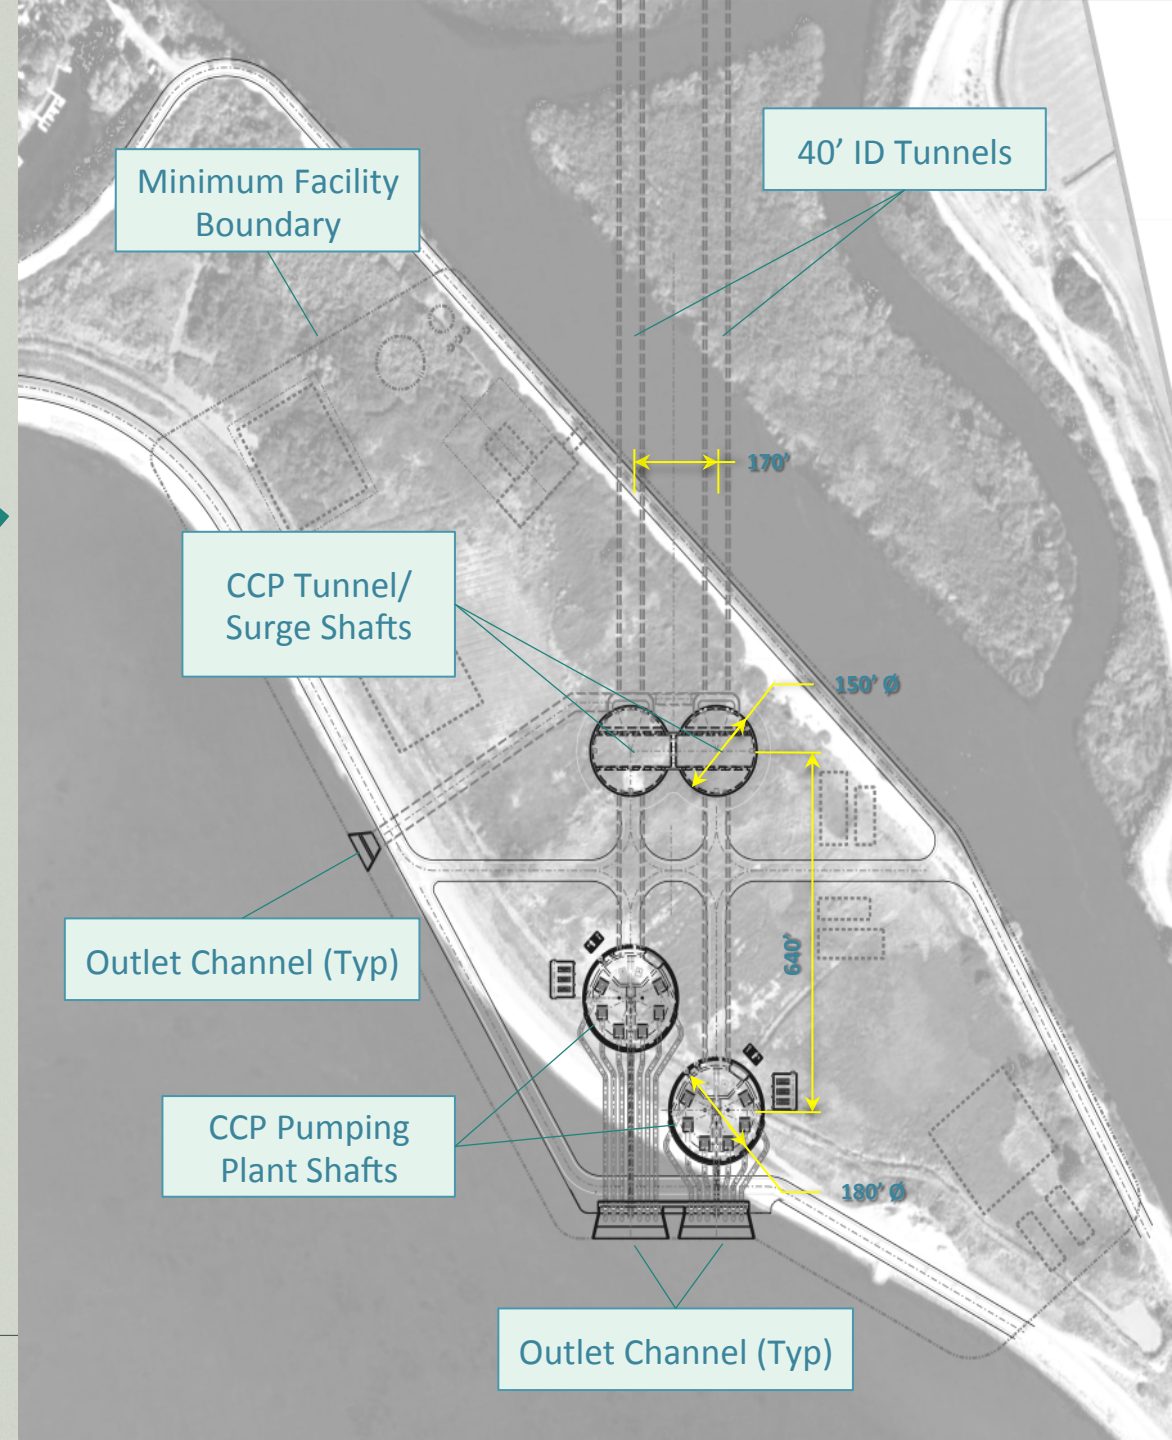 40’ ID Tunnels
Minimum Facility
Boundary
170’
CCP Tunnel/
Surge Shafts
150’ Ø
640’
Outlet Channel (Typ)
CCP Pumping
Plant Shafts
180’ Ø
Outlet Channel (Typ)